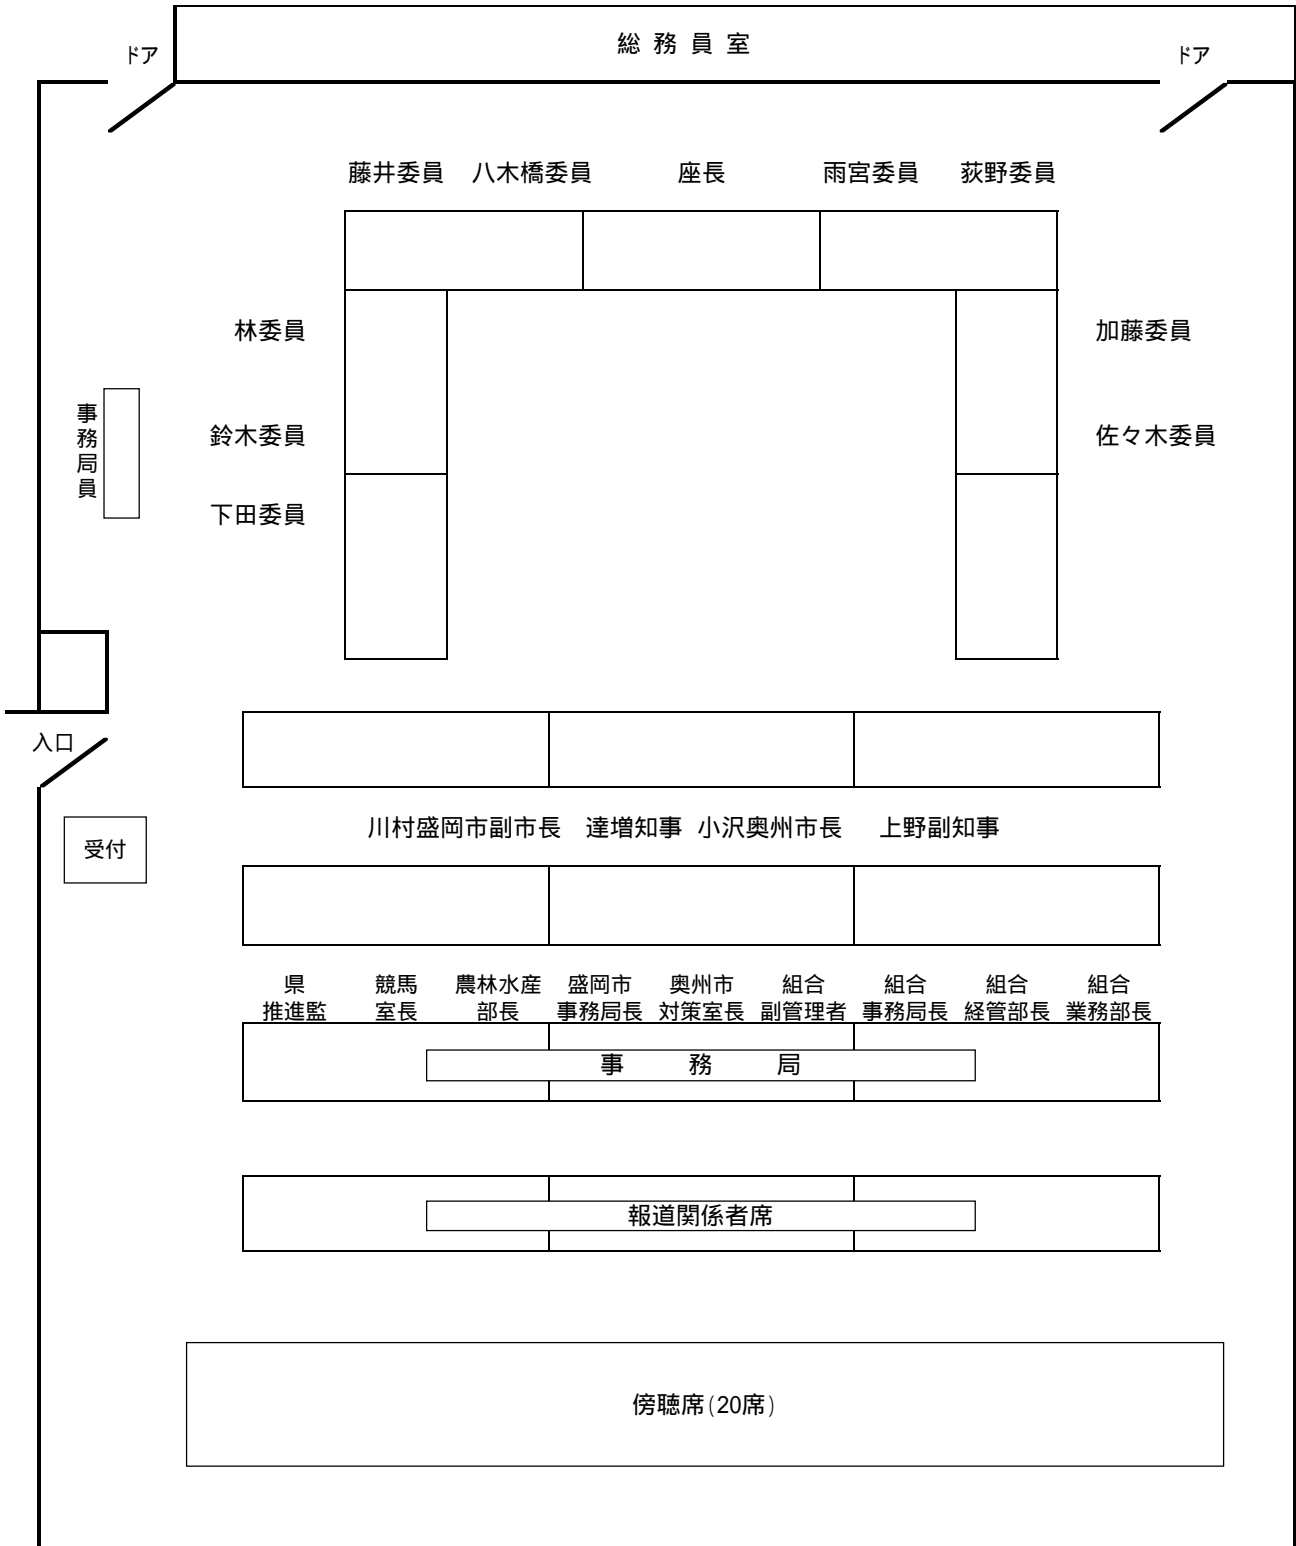 総務員室
ドア
ドア
藤井委員 八木橋委員 座長 雨宮委員 荻野委員
林委員
加藤委員
事務局員
鈴木委員
佐々木委員
下田委員
入口
川村盛岡市副市長 達増知事 小沢奥州市長 上野副知事
受付
県 競馬 農林水産 盛岡市 奥州市 組合 組合 組合 組合
推進監 室長 部長 事務局長 対策室長 副管理者 事務局長 経管部長 業務部長
事務局
報道関係者席
傍聴席(20席)